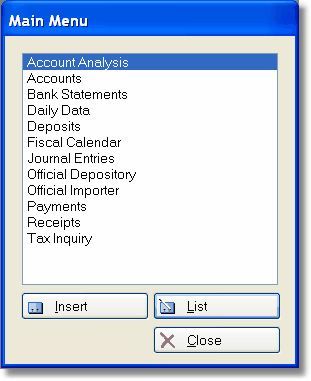 Main Menu
Account Analysis
Accounts
Bank Statements
Daily Data
Deposits
Fiscal Calendar
Journal Entries
Official Depository
Official Importer
Payments
Receipts
Tax Inquiry
Insert
List
Close